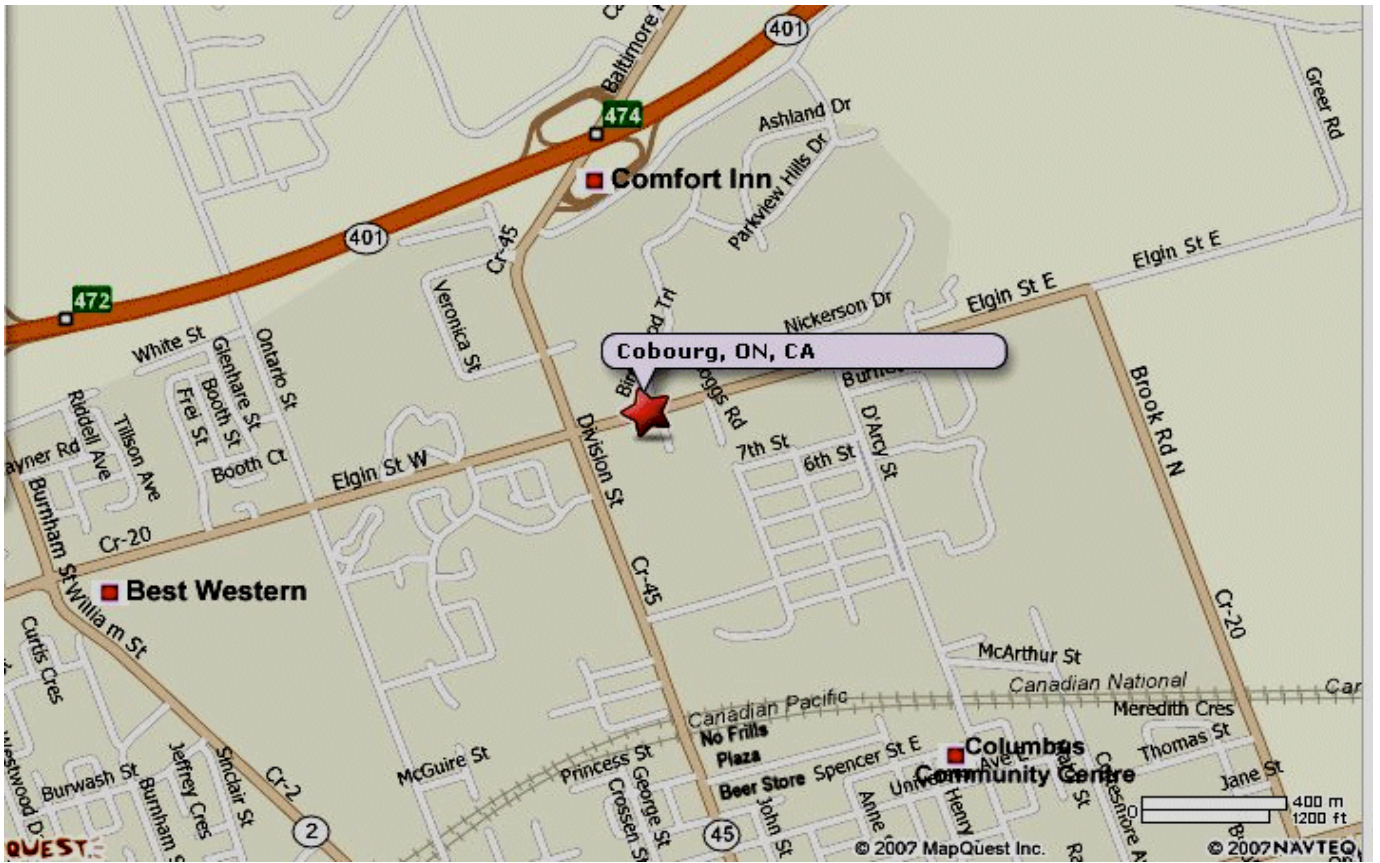 401
Baltimore
474
Ashland Dr
Greer Rd
Comfort Inn
Parkview Hills Dr
401
Cr-45
Elgin St E
Elgin St E
472
Veronica St
Nickerson Dr
White St
Ontario St
Glenhare St
Booth St
Frei St
Cobourg, ON, CA
Brook Rd N
Riddell Ave
Tillson Ave
Division St
D'Arcy St
7th St
6th St
Booth Ct
Elgin St W
Burnham St
Cr-20
Cr-45
Best Western
William St
Cr-20
Curtis Cres
McArthur St
Canadian National
Canadian Pacific
Meredith Cres
No Frills
Plaza
Beer Store
Spencer St E
Columbus
Community Centre
Thomas St
Jane St
McGuire St
Princess St
George St
Crossen St
John St
Henry
Burwash St
Jeffrey Cres
Sinclair St
Cr-2
2
45
400 m
1200 ft
0
QUEST
© 2007 MapQuest Inc.
© 2007 NAVTEQ